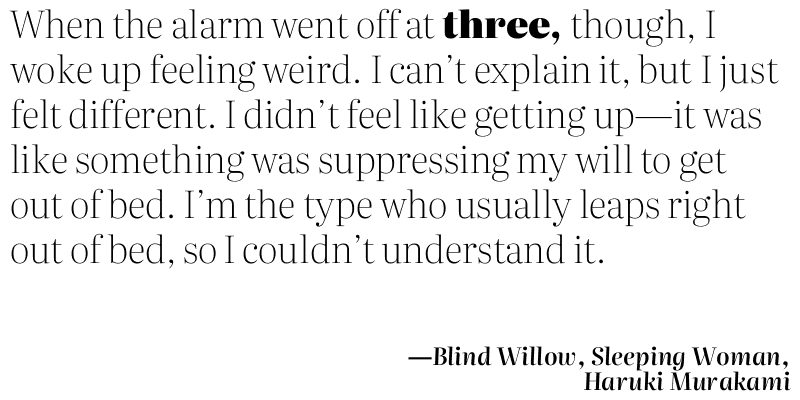 When the alarm went off at three, though, I
woke up feeling weird. I can’t explain it, but I just
felt different. I didn’t feel like getting up—it was
like something was suppressing my will to get
out of bed. I’m the type who usually leaps right
out of bed, so I couldn’t understand it.
—Blind Willow, Sleeping Woman,
Haruki Murakami